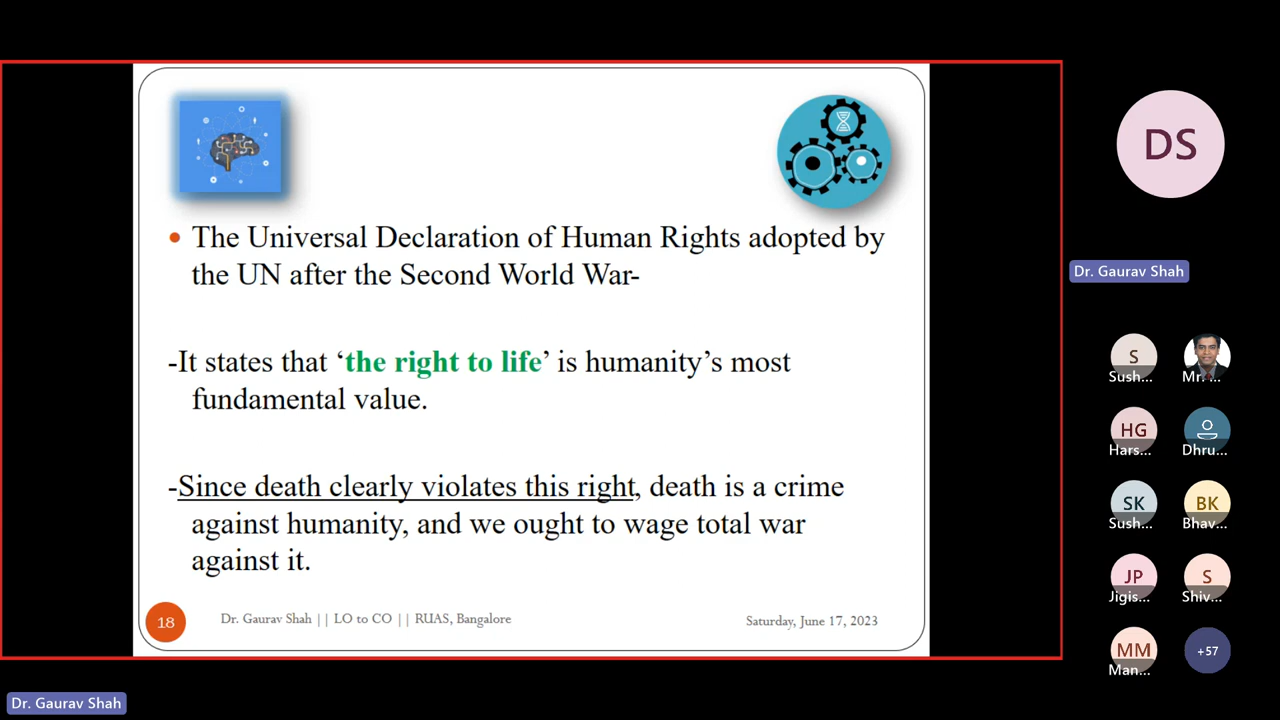 • The Universal Declaration of Human Rights adopted by
the UN after the Second World War-
-It states that ‘the right to life’ is humanity’s most
fundamental value.
-Since death clearly violates this right, death is a crime
against humanity, and we ought to wage total war
against it.
18
Dr. Gaurav Shah || LO to CO || RUAS, Bangalore
Saturday, June 17, 2023
DS
Dr. Gaurav Shah
S
Sush...
Mr. ...
HG
Hars...
Dhru...
SK
Sush...
BK
Bhav...
JP
Jigis...
S
Shiv...
MM
Man...
+57
Dr. Gaurav Shah